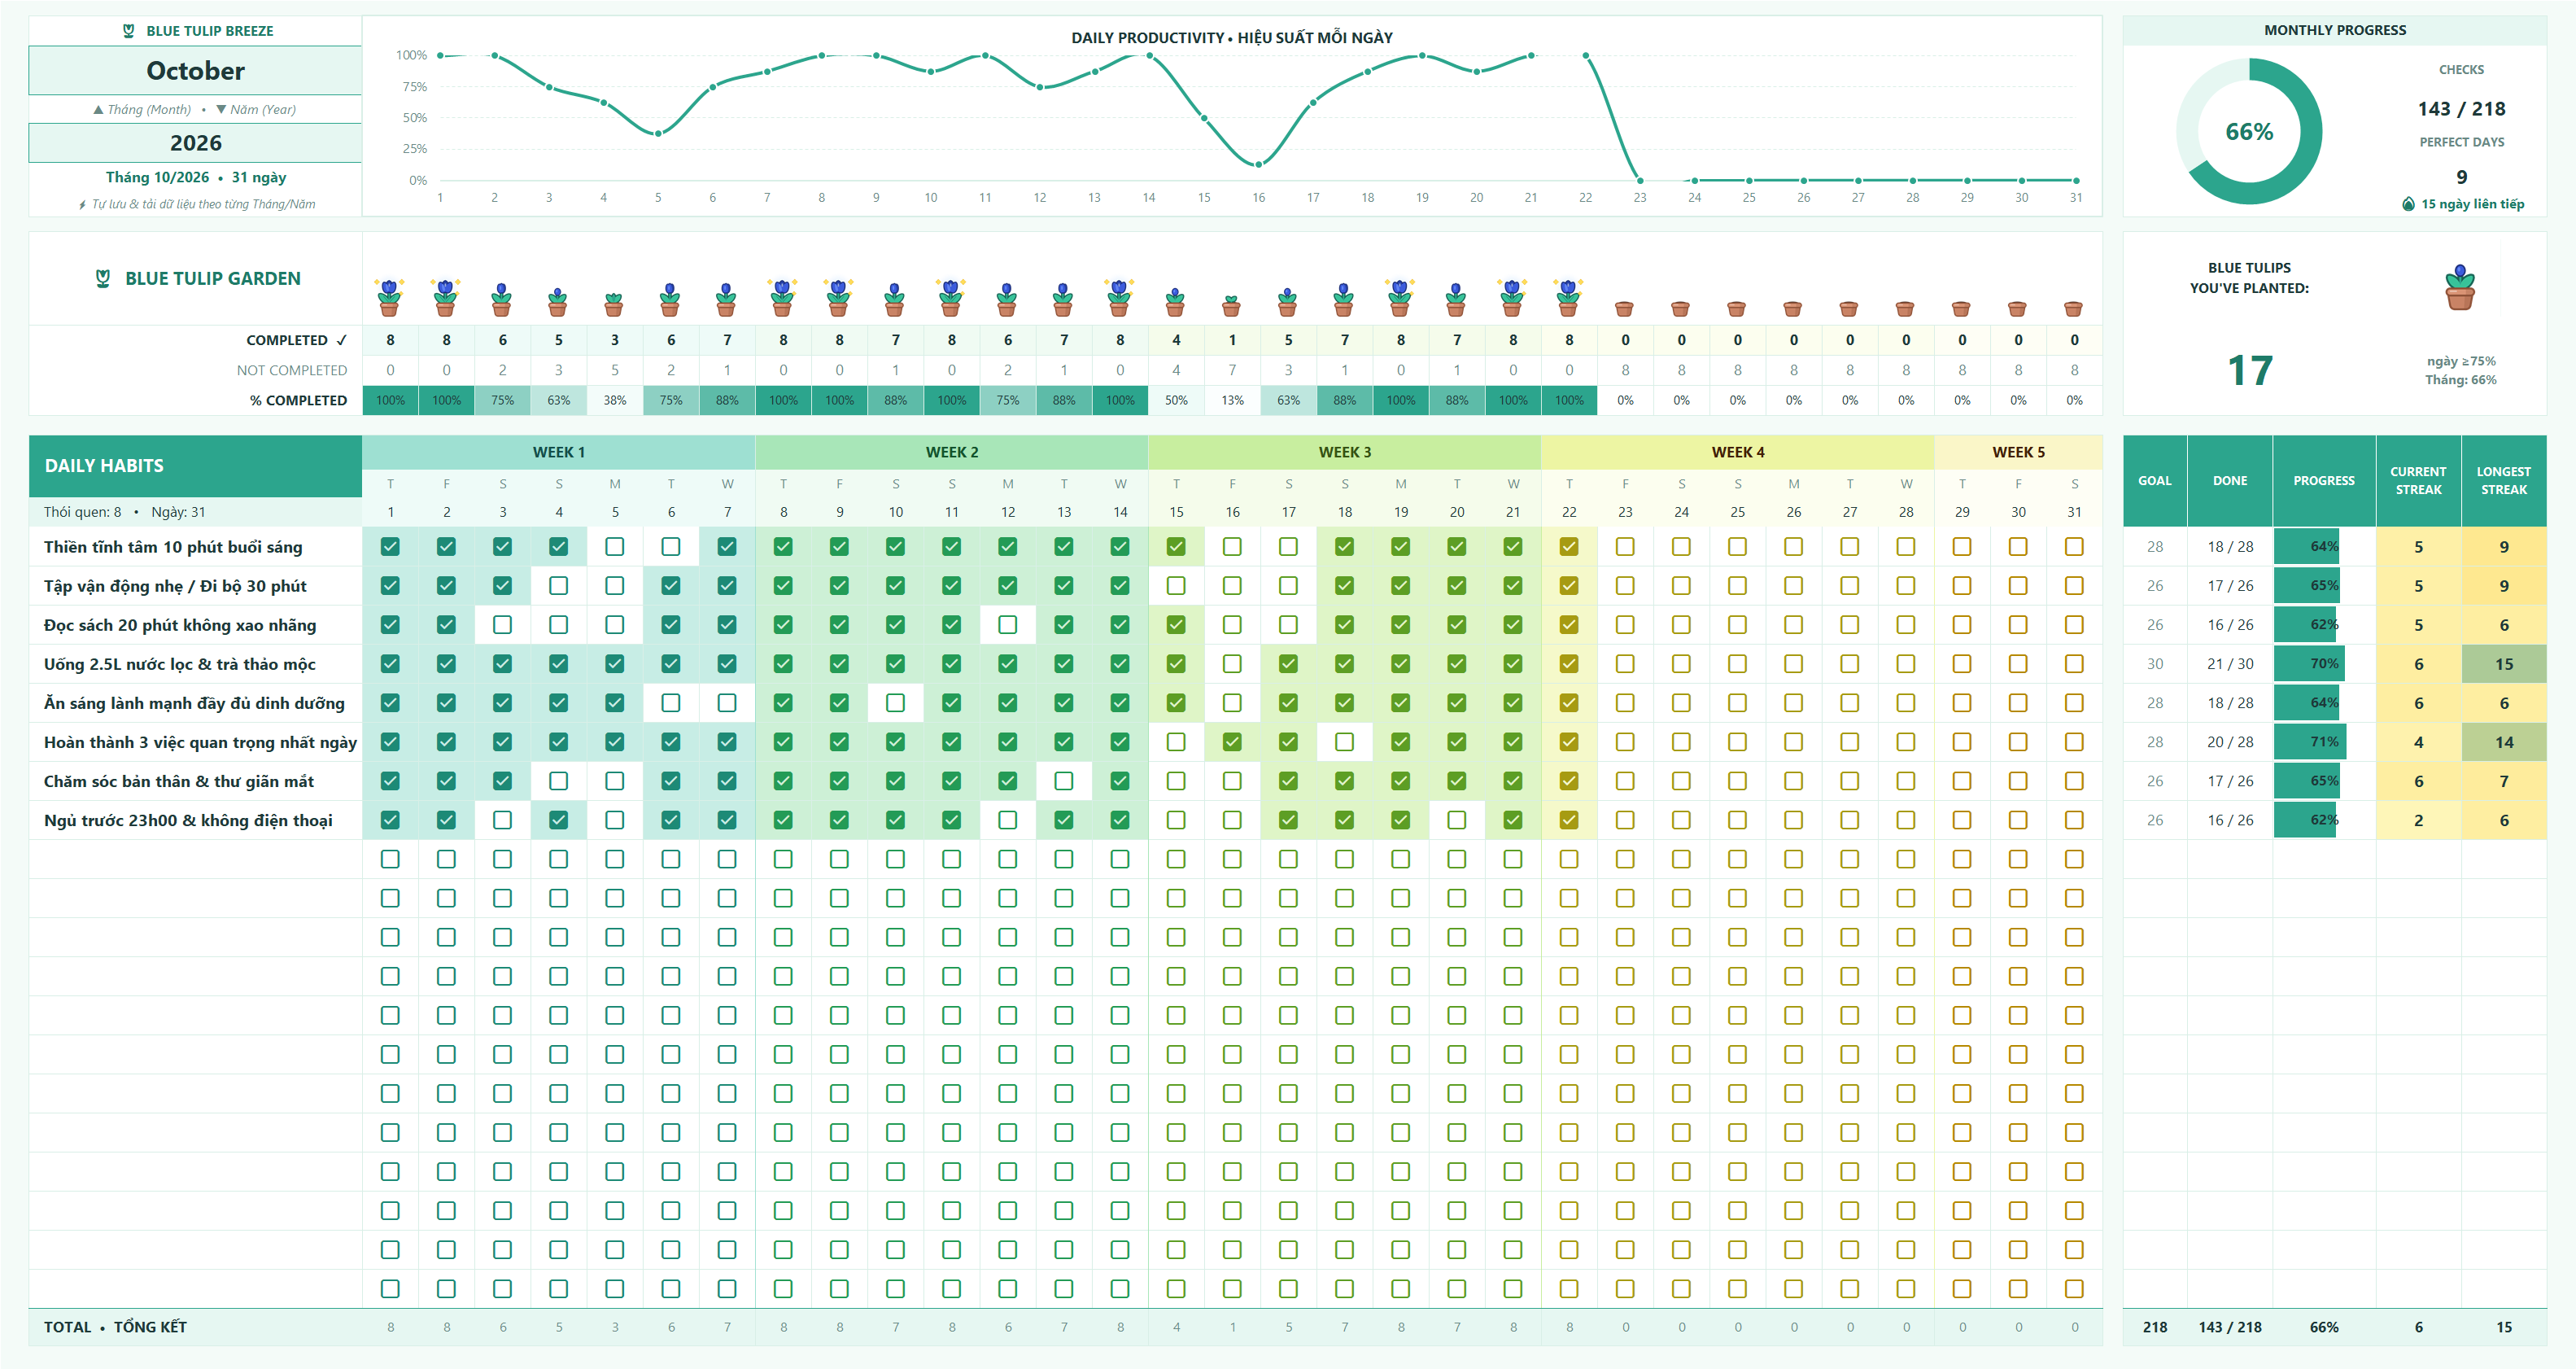 BLUE TULIP BREEZE
October
▲ Tháng (Month) • ▼ Năm (Year)
2026
Tháng 10/2026 • 31 ngày
Tự lưu & tải dữ liệu theo từng Tháng/Năm
DAILY PRODUCTIVITY • HIỆU SUẤT MỖI NGÀY
100%
75%
50%
25%
0%
1 2 3 4 5 6 7 8 9 10 11 12 13 14 15 16 17 18 19 20 21 22 23 24 25 26 27 28 29 30 31
MONTHLY PROGRESS
66%
CHECKS
143 / 218
PERFECT DAYS
9
15 ngày liên tiếp
BLUE TULIP GARDEN
COMPLETED ✓ 8 8 6 5 3 6 7 8 8 7 8 6 7 8 4 1 5 7 8 7 8 8 0 0 0 0 0 0 0 0 0
NOT COMPLETED 0 0 2 3 5 2 1 0 0 1 0 2 1 0 4 7 3 1 0 1 0 0 8 8 8 8 8 8 8 8 8
% COMPLETED 100% 100% 75% 63% 38% 75% 88% 100% 100% 88% 100% 75% 88% 100% 50% 13% 63% 88% 100% 88% 100% 100% 0% 0% 0% 0% 0% 0% 0% 0% 0%
BLUE TULIPS
YOU'VE PLANTED:
17
ngày ≥75%
Tháng: 66%
DAILY HABITS WEEK 1 WEEK 2 WEEK 3 WEEK 4 WEEK 5
T F S S M T W T F S S M T W T F S S M T W T F S S M T W T F S
Thói quen: 8 • Ngày: 31 1 2 3 4 5 6 7 8 9 10 11 12 13 14 15 16 17 18 19 20 21 22 23 24 25 26 27 28 29 30 31
GOAL DONE PROGRESS CURRENT STREAK LONGEST STREAK
Thiền tĩnh tâm 10 phút buổi sáng 28 18 / 28 64% 5 9
Tập vận động nhẹ / Đi bộ 30 phút 26 17 / 26 65% 5 9
Đọc sách 20 phút không xao nhãng 26 16 / 26 62% 5 6
Uống 2.5L nước lọc & trà thảo mộc 30 21 / 30 70% 6 15
Ăn sáng lành mạnh đầy đủ dinh dưỡng 28 18 / 28 64% 6 6
Hoàn thành 3 việc quan trọng nhất ngày 28 20 / 28 71% 4 14
Chăm sóc bản thân & thư giãn mắt 26 17 / 26 65% 6 7
Ngủ trước 23h00 & không điện thoại 26 16 / 26 62% 2 6
TOTAL • TỔNG KẾT 8 8 6 5 3 6 7 8 8 7 8 6 7 8 4 1 5 7 8 7 8 8 0 0 0 0 0 0 0 0 0 218 143 / 218 66% 6 15